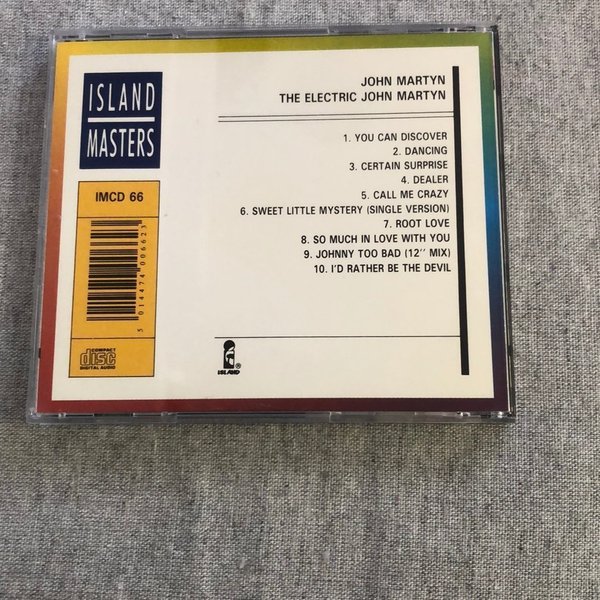 ISLAND
MASTERS
IMCD 66
5 014474 006623
COMPACT
disc
DIGITAL AUDIO
JOHN MARTYN
THE ELECTRIC JOHN MARTYN
1. YOU CAN DISCOVER
2. DANCING
3. CERTAIN SURPRISE
4. DEALER
5. CALL ME CRAZY
6. SWEET LITTLE MYSTERY (SINGLE VERSION)
7. ROOT LOVE
8. SO MUCH IN LOVE WITH YOU
9. JOHNNY TOO BAD (12'' MIX)
10. I'D RATHER BE THE DEVIL
ISLAND ®